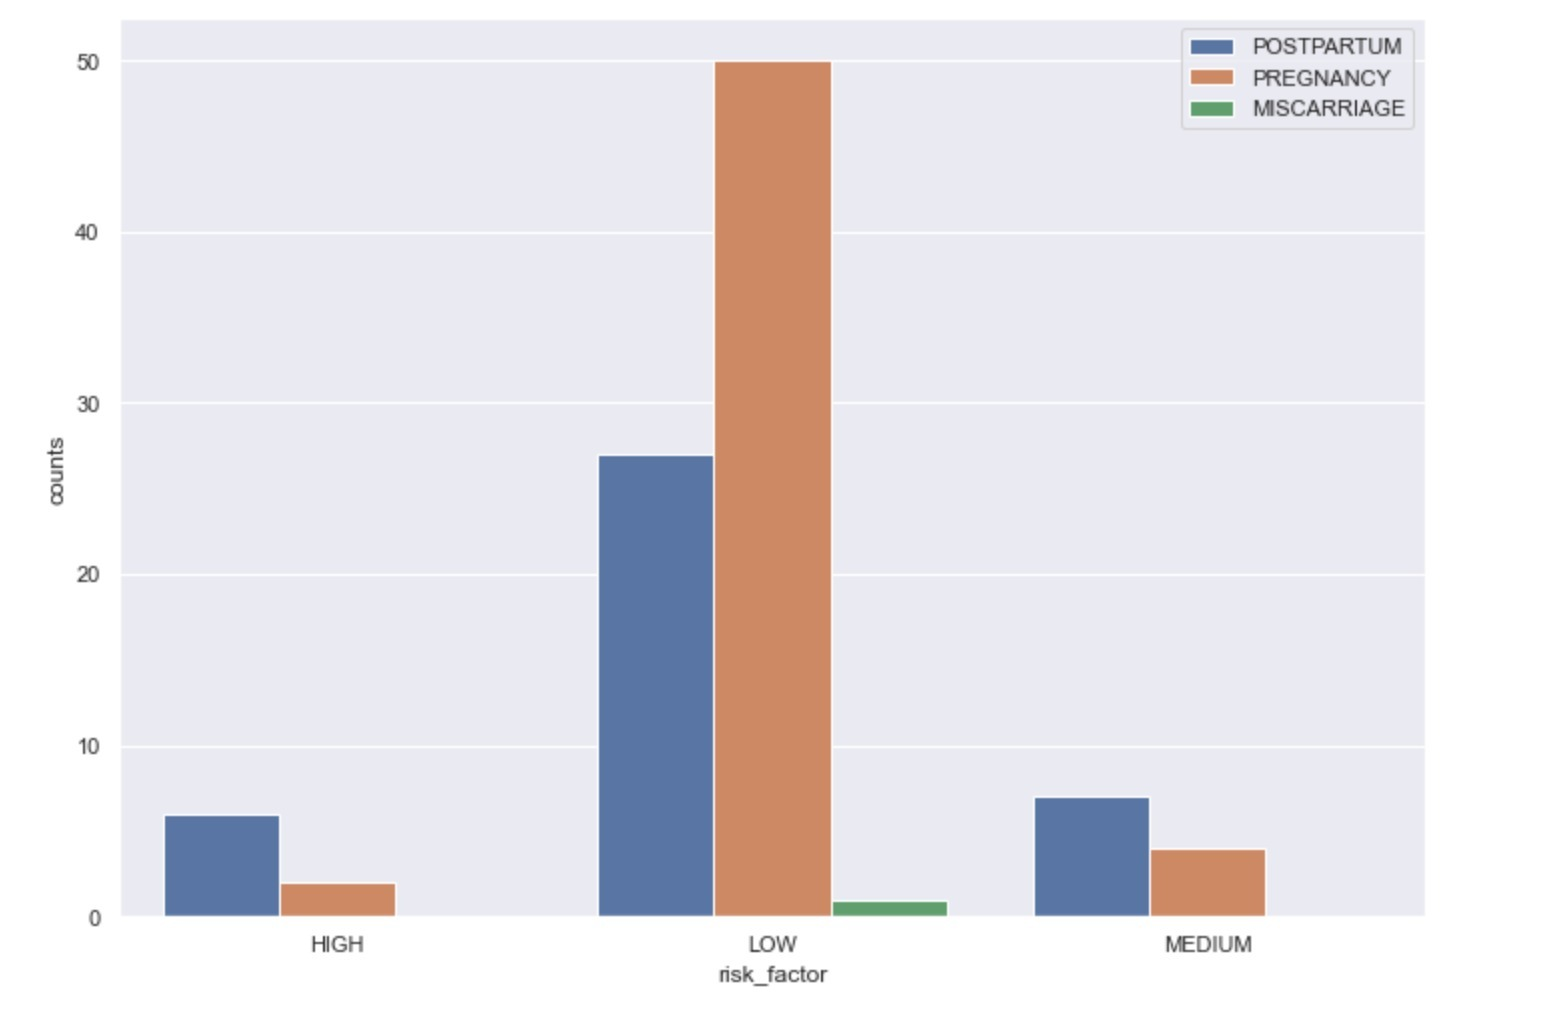 POSTPARTUM
PREGNANCY
MISCARRIAGE
50
40
30
20
10
0
counts
HIGH LOW MEDIUM
risk_factor